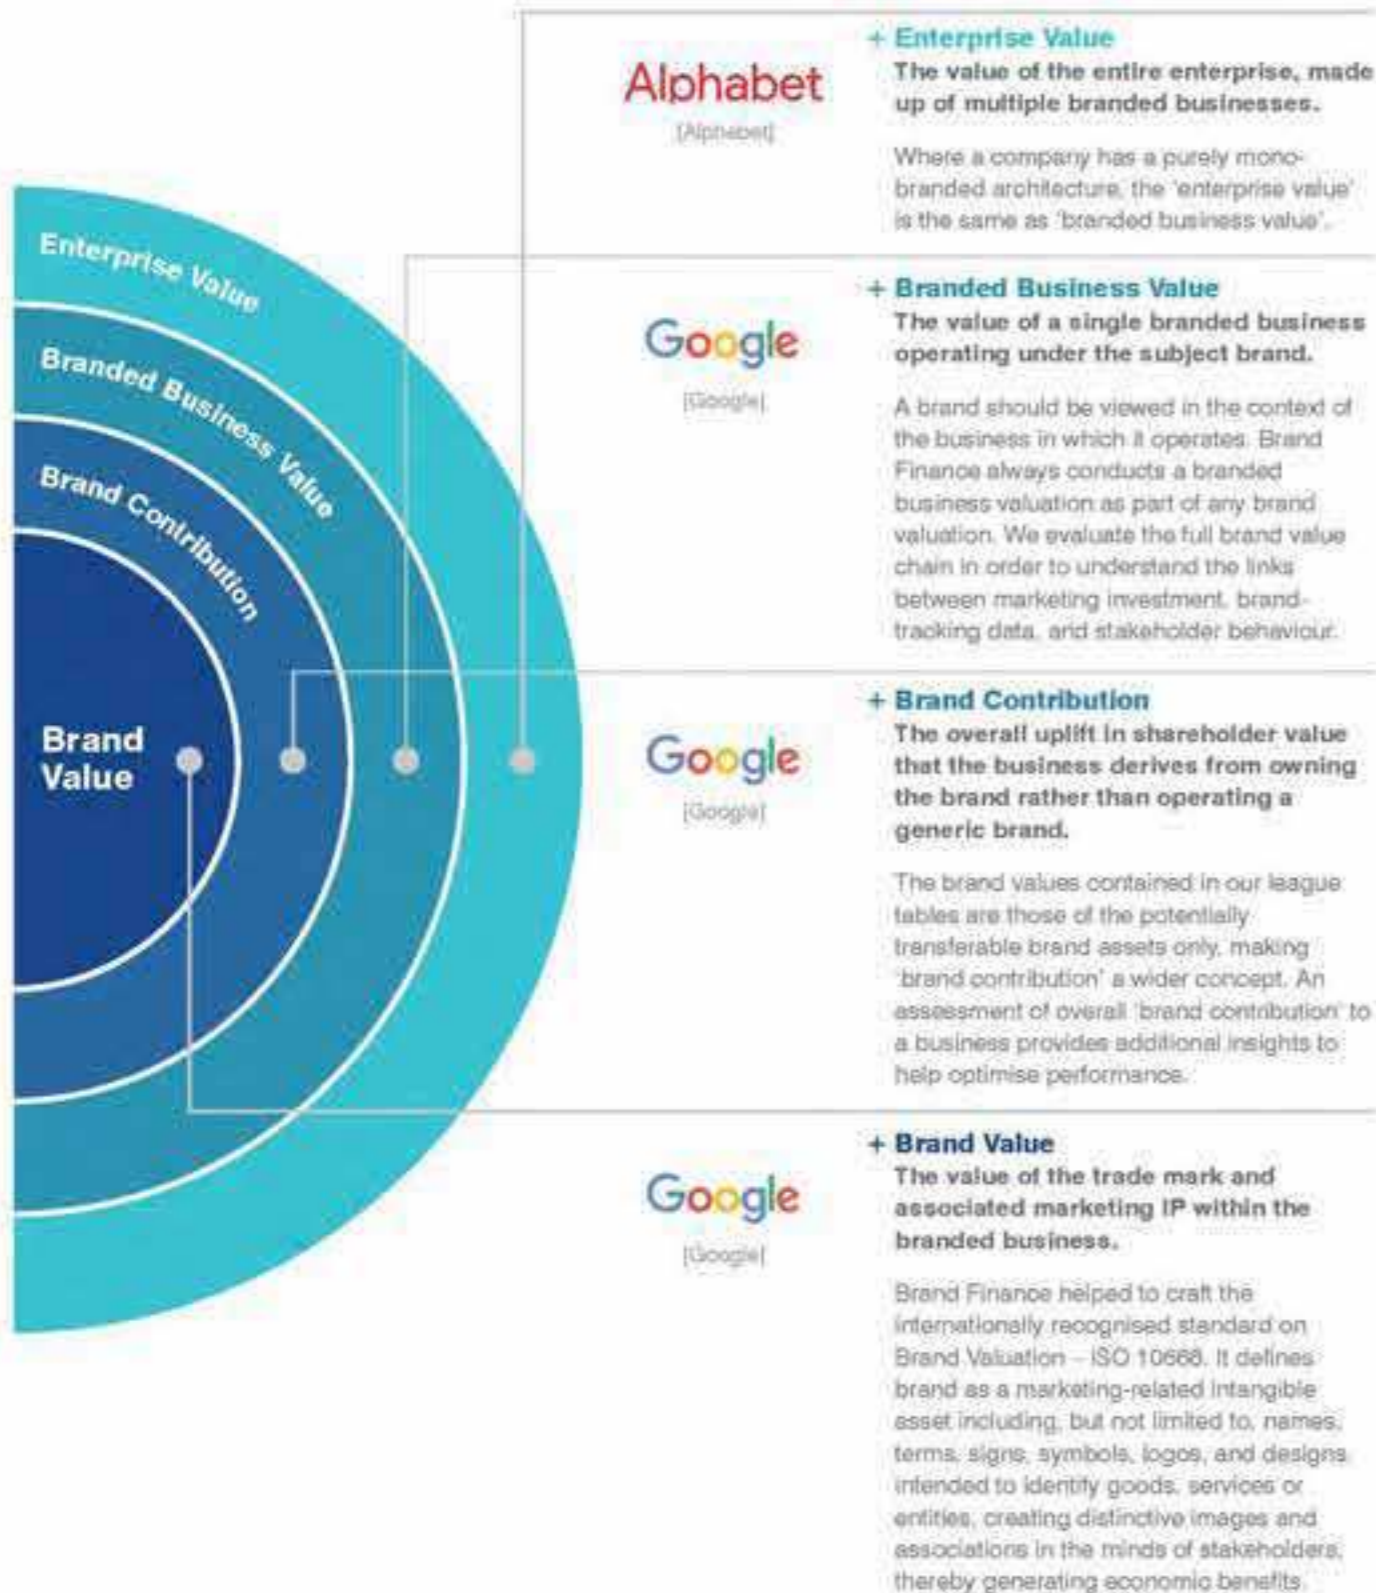 Enterprise Value
Branded Business Value
Brand Contribution
Brand
Value
Alphabet
[Alphabet]
+ Enterprise Value
The value of the entire enterprise, made
up of multiple branded businesses.
Where a company has a purely mono-
branded architecture, the 'enterprise value'
is the same as 'branded business value'.
Google
[Google]
+ Branded Business Value
The value of a single branded business
operating under the subject brand.
A brand should be viewed in the context of
the business in which it operates. Brand
Finance always conducts a branded
business valuation as part of any brand
valuation. We evaluate the full brand value
chain in order to understand the links
between marketing investment, brand-
tracking data, and stakeholder behaviour.
Google
[Google]
+ Brand Contribution
The overall uplift in shareholder value
that the business derives from owning
the brand rather than operating a
generic brand.
The brand values contained in our league
tables are those of the potentially
transferable brand assets only, making
'brand contribution' a wider concept. An
assessment of overall 'brand contribution' to
a business provides additional insights to
help optimise performance.
Google
[Google]
+ Brand Value
The value of the trade mark and
associated marketing IP within the
branded business.
Brand Finance helped to craft the
internationally recognised standard on
Brand Valuation – ISO 10668. It defines
brand as a marketing-related intangible
asset including, but not limited to, names,
terms, signs, symbols, logos, and designs,
intended to identify goods, services or
entities, creating distinctive images and
associations in the minds of stakeholders,
thereby generating economic benefits.